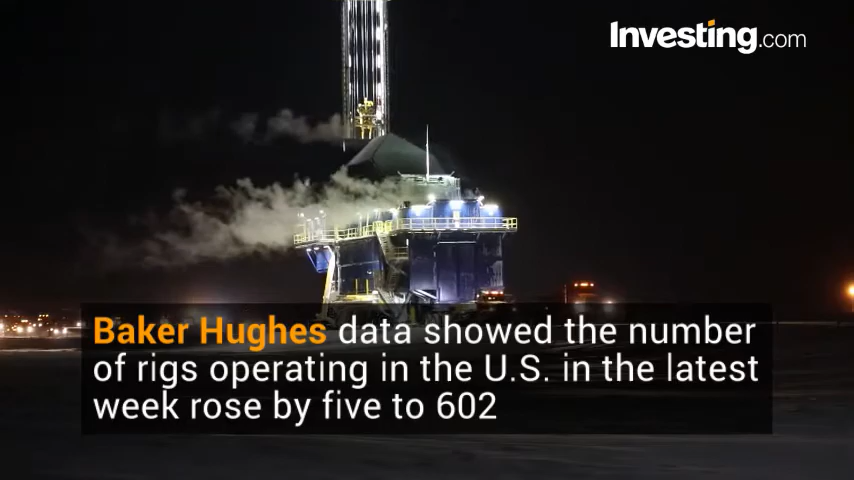 Investing.com
Baker Hughes data showed the number
of rigs operating in the U.S. in the latest
week rose by five to 602